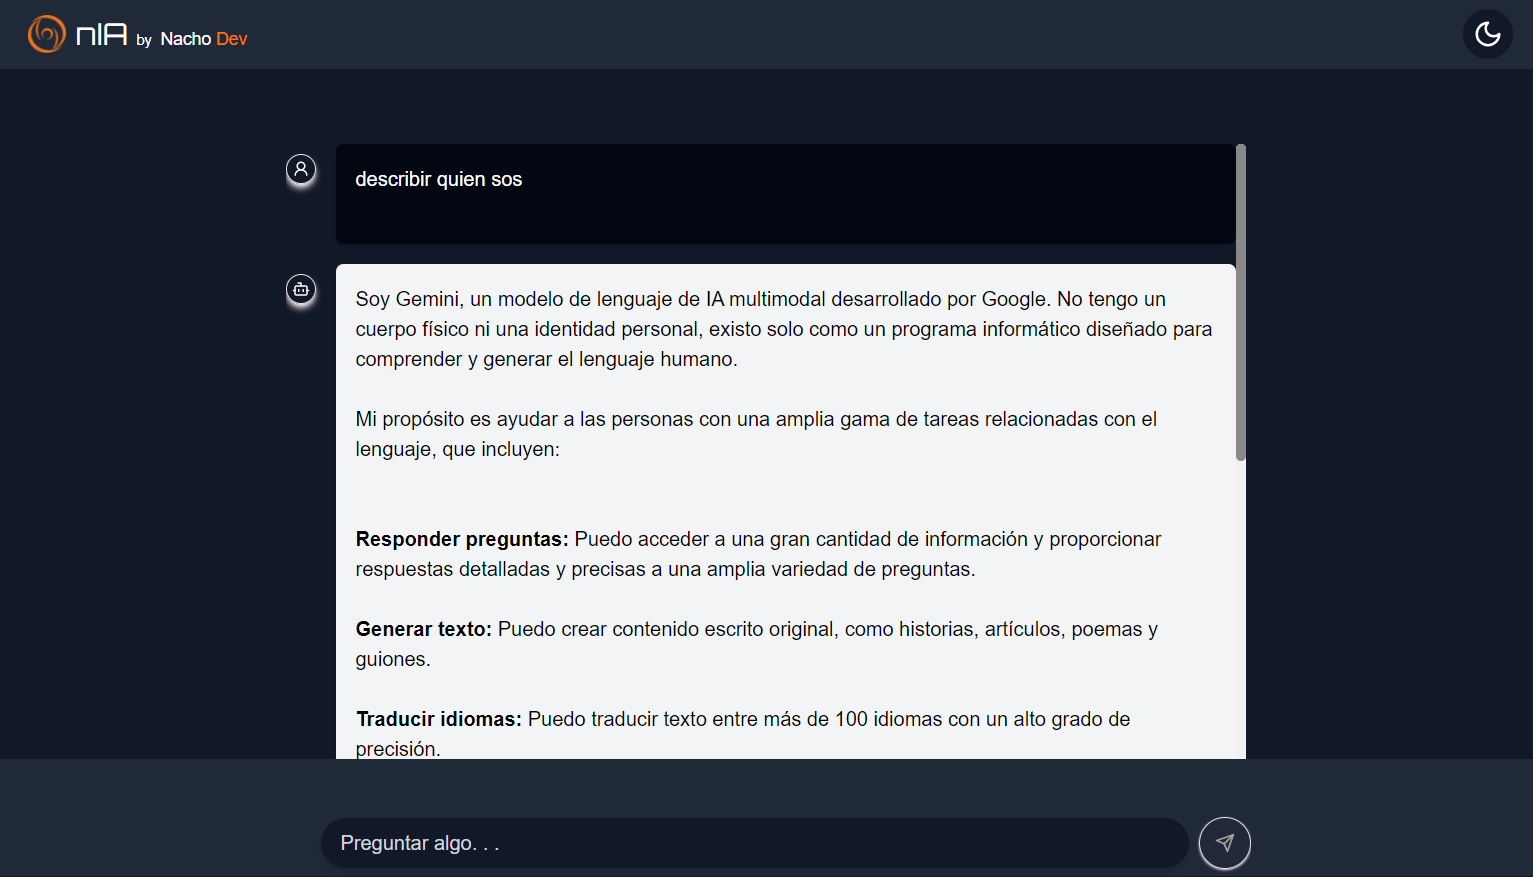 nIA by Nacho Dev
describir quien sos
Soy Gemini, un modelo de lenguaje de IA multimodal desarrollado por Google. No tengo un
cuerpo físico ni una identidad personal, existo solo como un programa informático diseñado para
comprender y generar el lenguaje humano.
Mi propósito es ayudar a las personas con una amplia gama de tareas relacionadas con el
lenguaje, que incluyen:
Responder preguntas: Puedo acceder a una gran cantidad de información y proporcionar
respuestas detalladas y precisas a una amplia variedad de preguntas.
Generar texto: Puedo crear contenido escrito original, como historias, artículos, poemas y
guiones.
Traducir idiomas: Puedo traducir texto entre más de 100 idiomas con un alto grado de
precisión.
Preguntar algo. . .